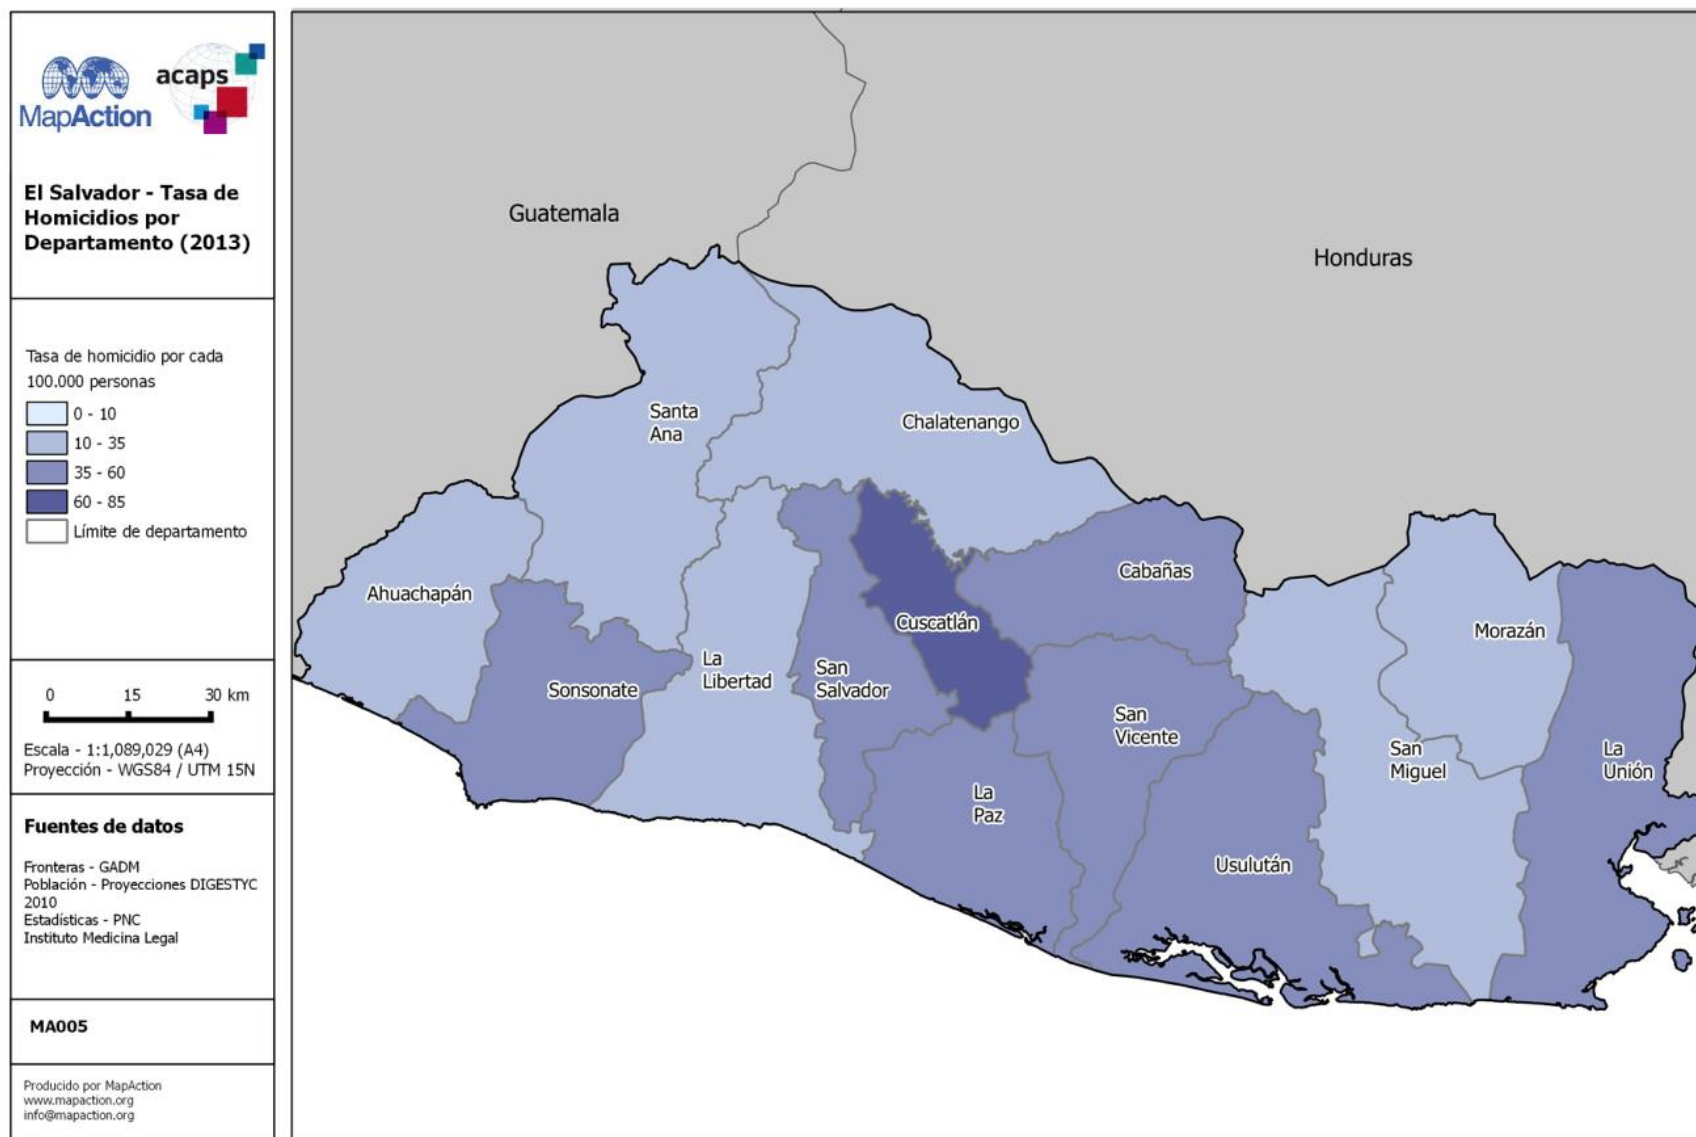 MapAction
acaps
El Salvador - Tasa de
Homicidios por
Departamento (2013)
Tasa de homicidio por cada
100.000 personas
0 - 10
10 - 35
35 - 60
60 - 85
Límite de departamento
0 15 30 km
Escala - 1:1,089,029 (A4)
Proyección - WGS84 / UTM 15N
Fuentes de datos
Fronteras - GADM
Población - Proyecciones DIGESTYC
2010
Estadísticas - PNC
Instituto Medicina Legal
MA005
Producido por MapAction
www.mapaction.org
info@mapaction.org
Guatemala
Honduras
Santa
Ana
Chalatenango
Ahuachapán
Cabañas
Cuscatlán
Morazán
La
Libertad
San
Salvador
Sonsonate
San
Vicente
San
Miguel
La
Unión
La
Paz
Usulután